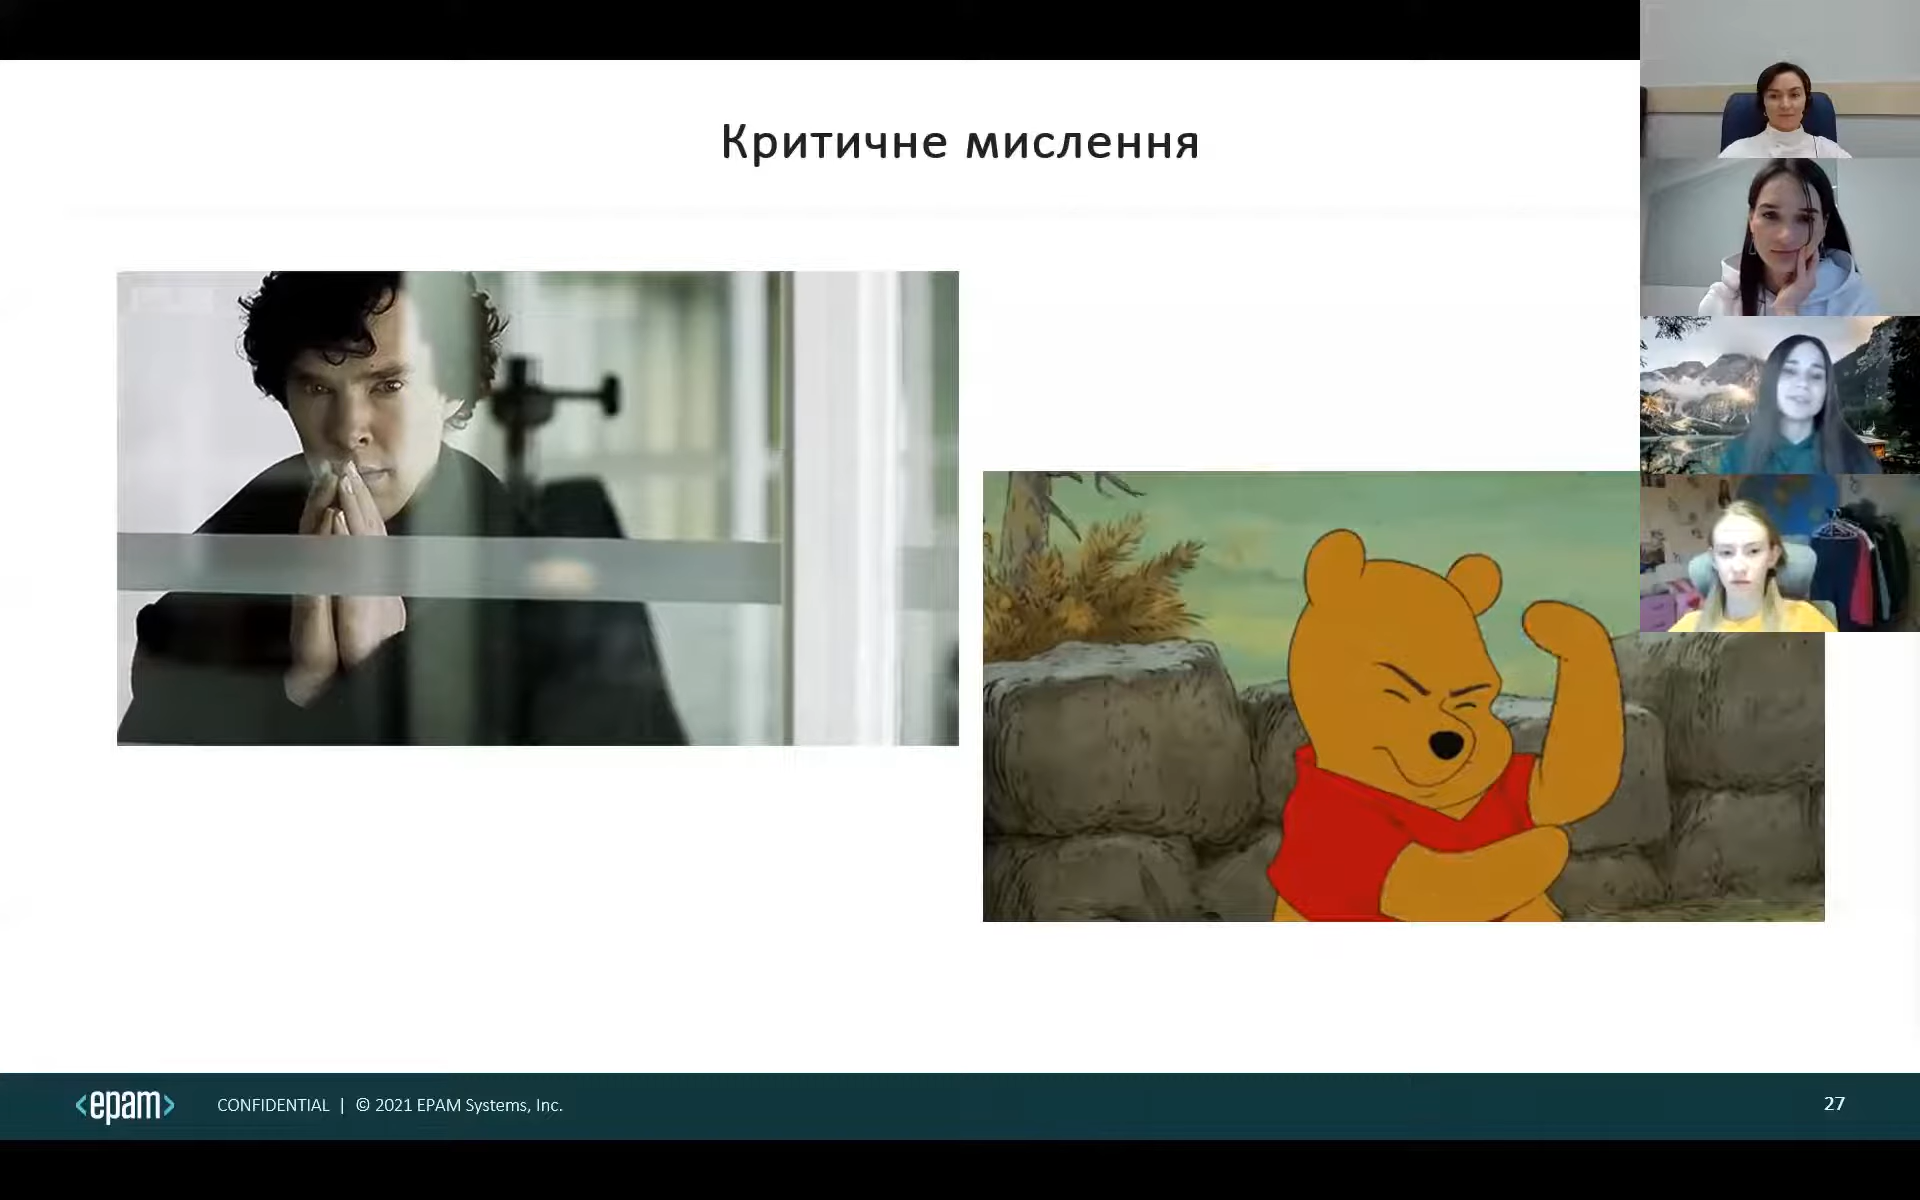 Критичне мислення
<epam> CONFIDENTIAL | © 2021 EPAM Systems, Inc.
27